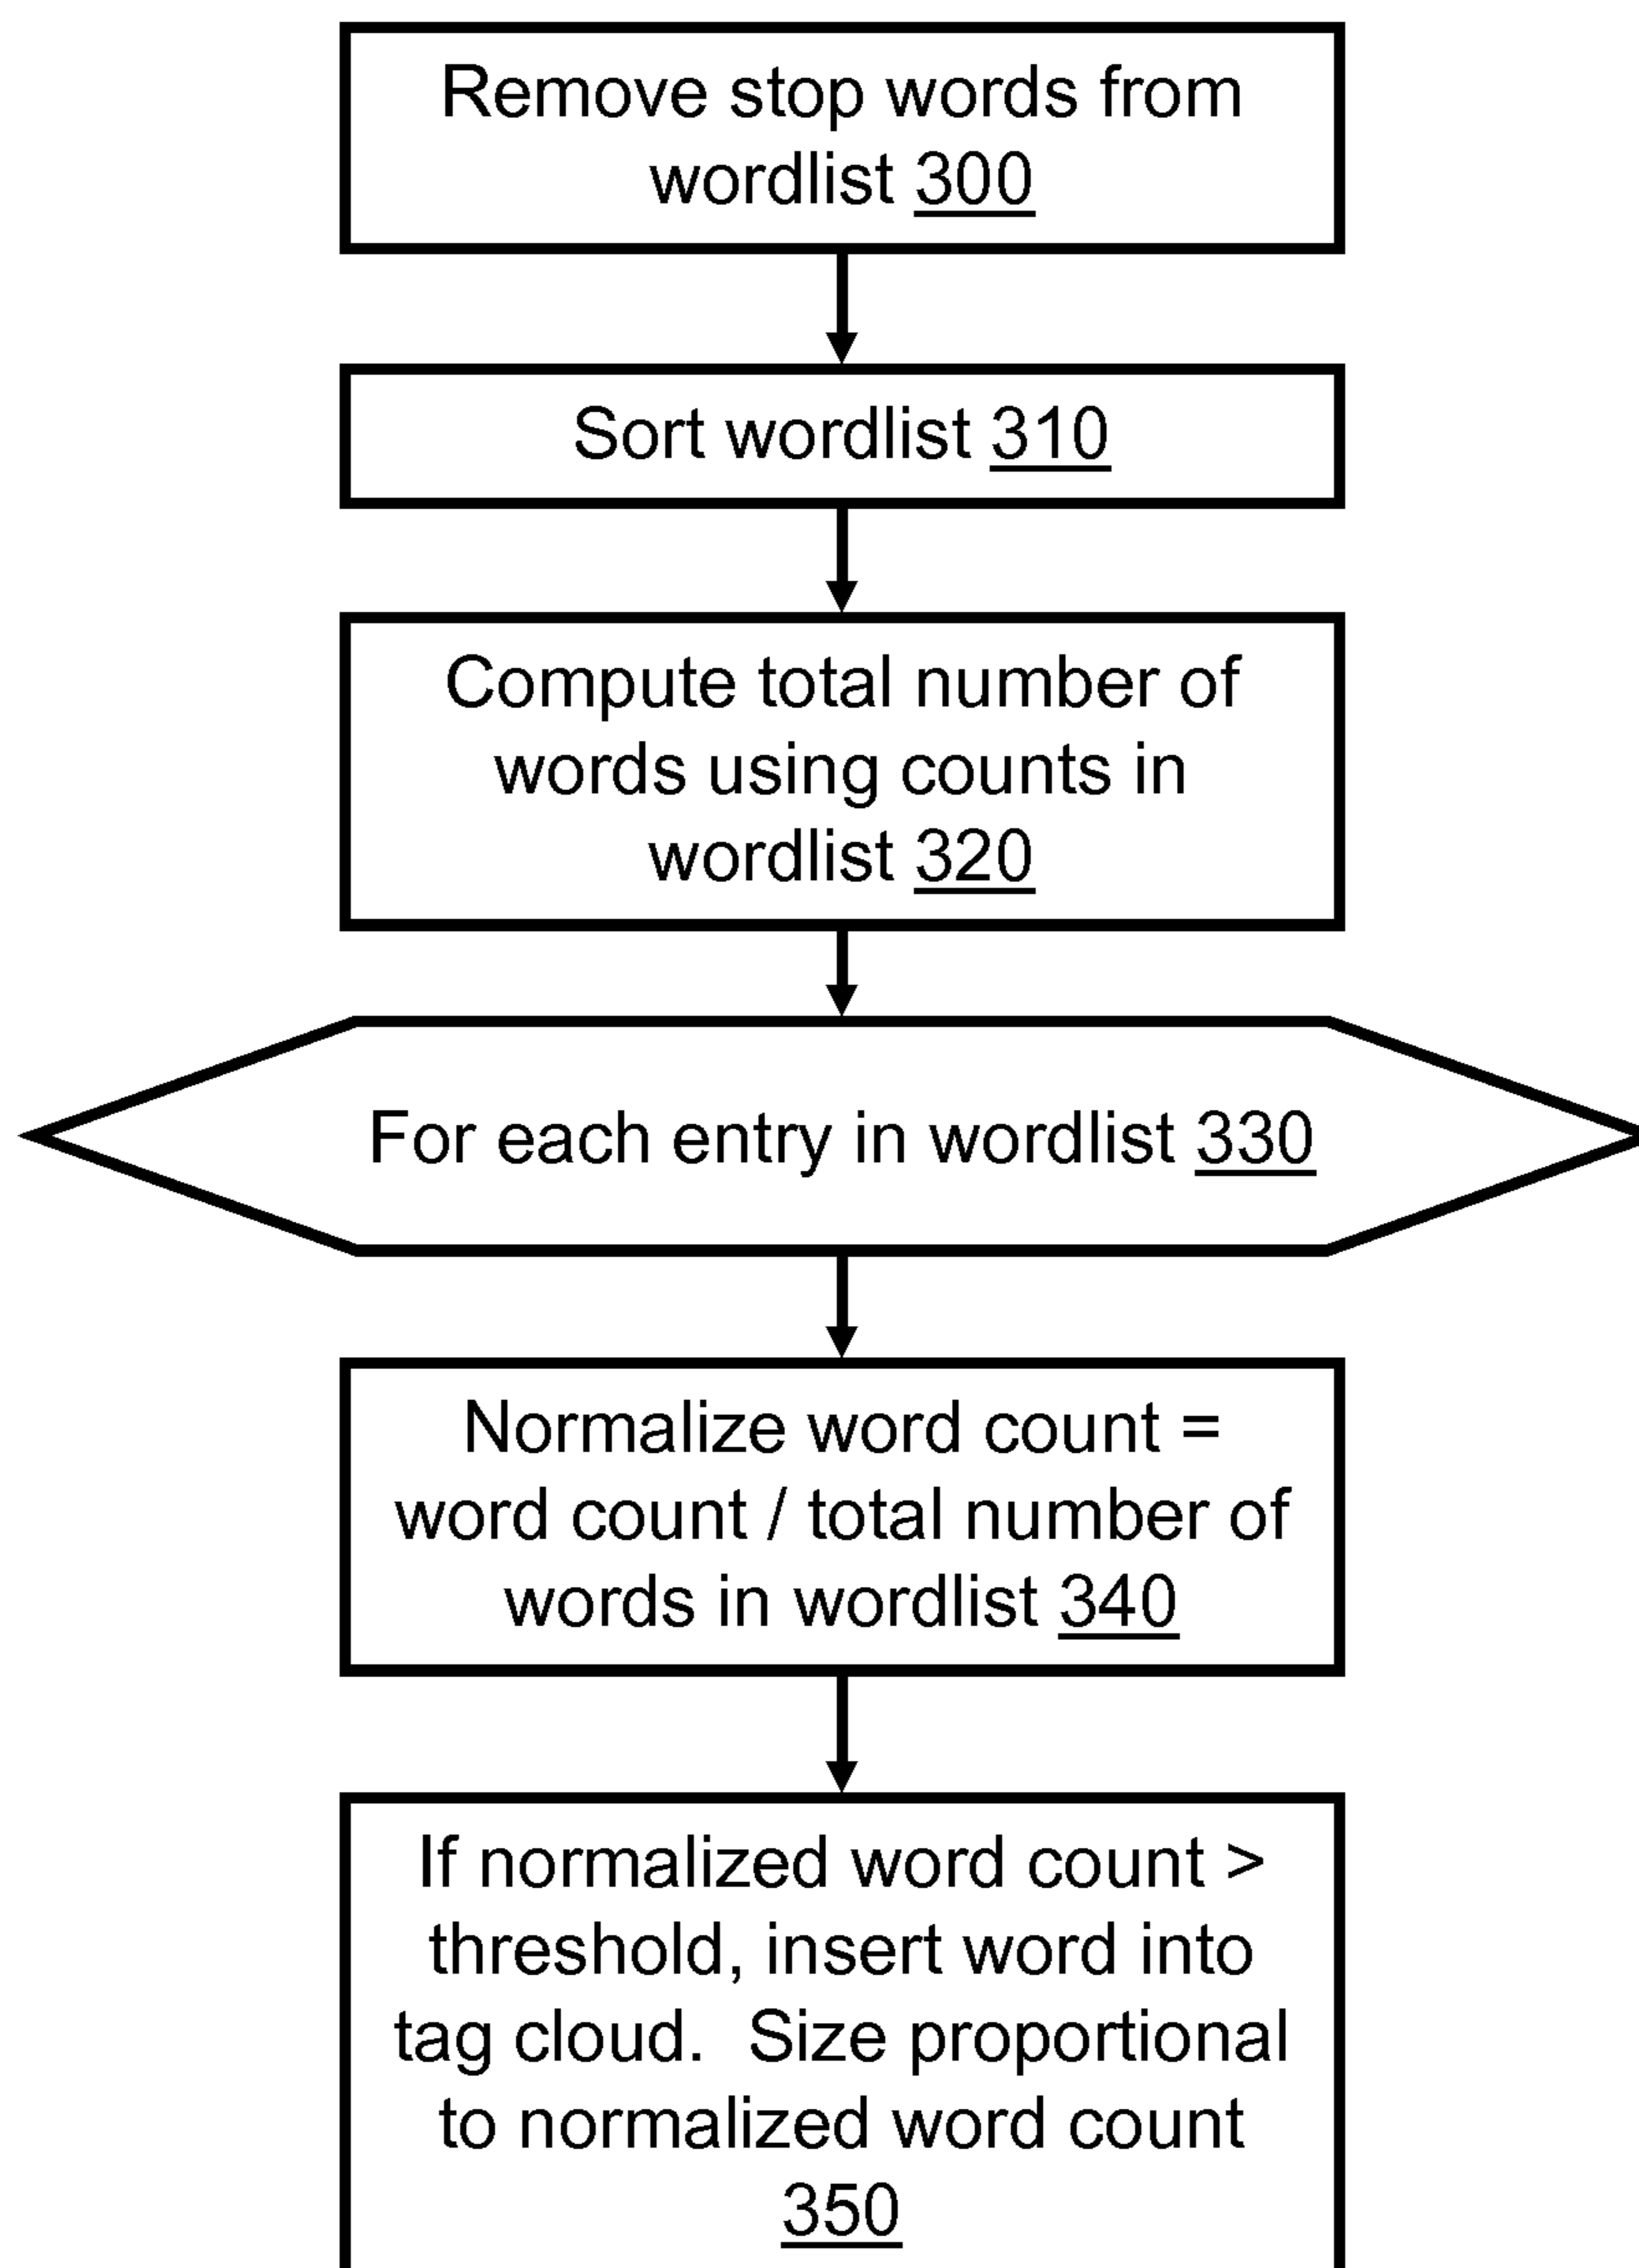 Remove stop words from
wordlist 300
Sort wordlist 310
Compute total number of
words using counts in
wordlist 320
For each entry in wordlist 330
Normalize word count =
word count / total number of
words in wordlist 340
If normalized word count >
threshold, insert word into
tag cloud.  Size proportional
to normalized word count
350